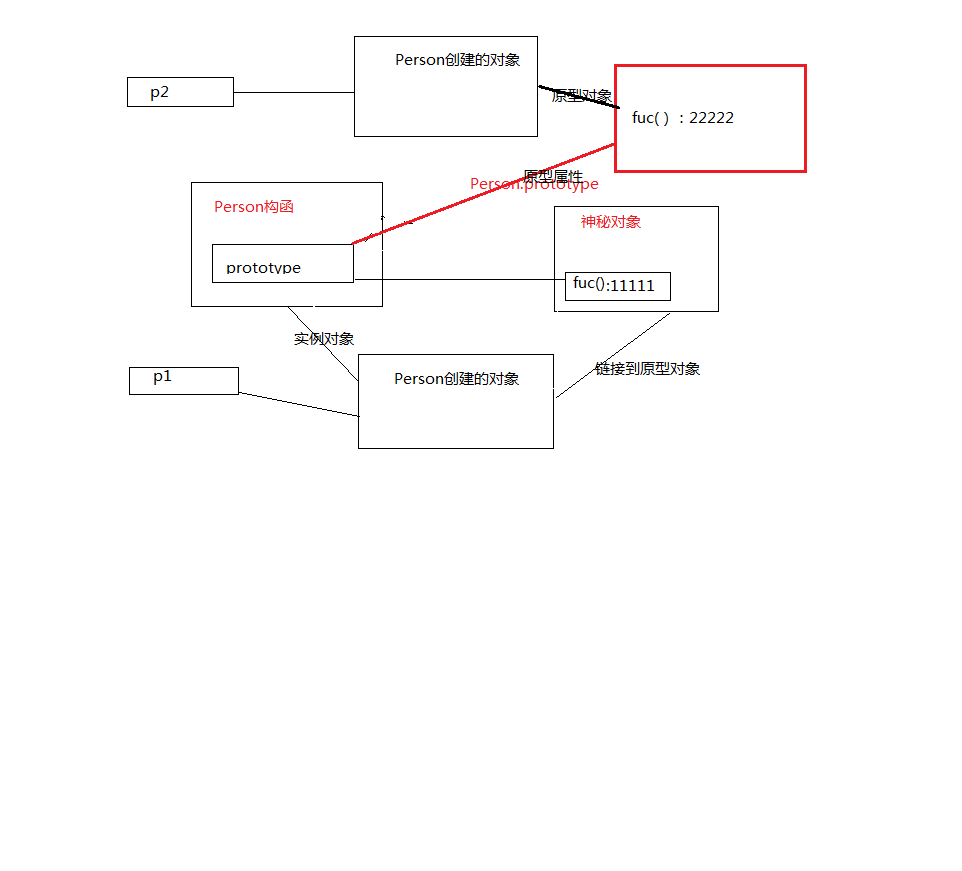 Person创建的对象
p2
原型对象
fuc( ) : 22222
原型属性
Person.prototype
Person构函
神秘对象
prototype
fuc():11111
实例对象
链接到原型对象
p1
Person创建的对象